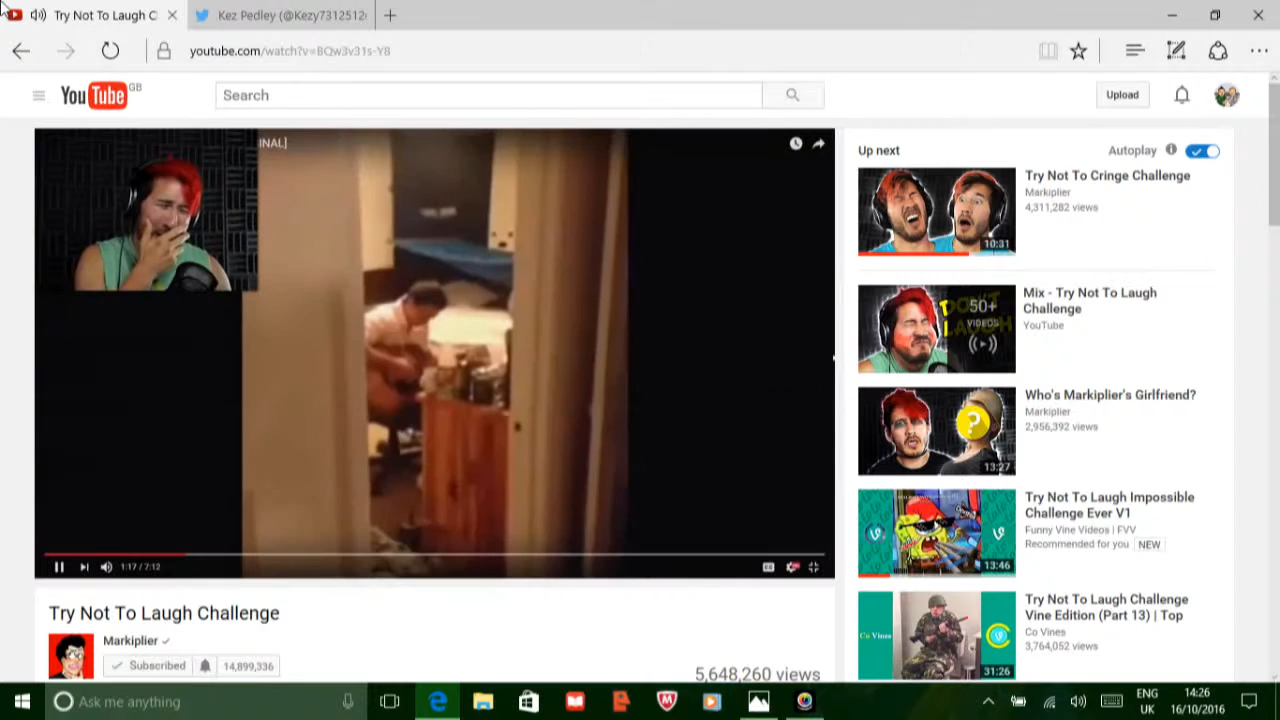 Try Not To Laugh C
Kez Pedley (@Kezy7312512
youtube.com/watch?v=BQw3v31s-Y8
YouTube GB
Search
Upload
INAL]
1:17 / 7:12
Up next
Autoplay
Try Not To Cringe Challenge
Markiplier
4,311,282 views
10:31
Mix - Try Not To Laugh
Challenge
YouTube
50+
VIDEOS
Who's Markiplier's Girlfriend?
Markiplier
2,956,392 views
?
13:27
Try Not To Laugh Impossible
Challenge Ever V1
Funny Vine Videos | FVV
Recommended for you NEW
13:46
Try Not To Laugh Challenge
Vine Edition (Part 13) | Top
Co Vines
3,764,052 views
Co Vines
31:26
Try Not To Laugh Challenge
Markiplier
Subscribed 14,899,336
5,648,260 views
Ask me anything
ENG
UK
14:26
16/10/2016